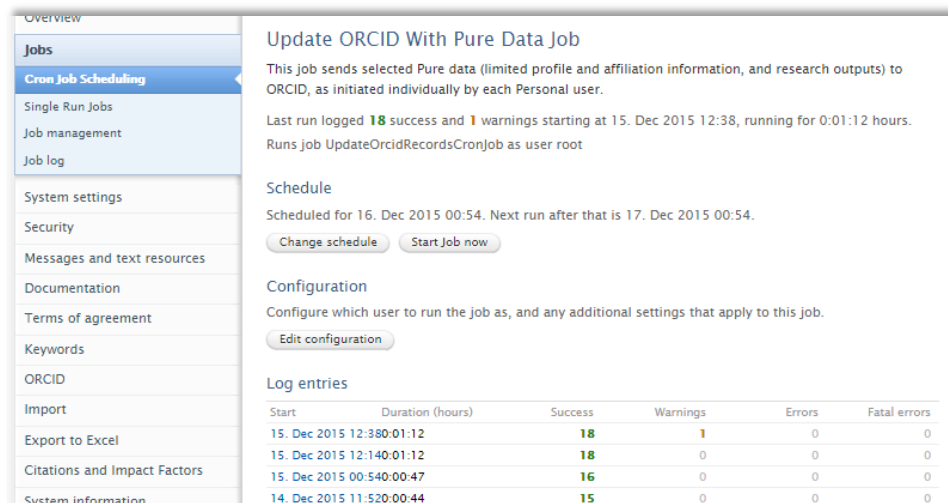 Overview
Jobs
Cron Job Scheduling
Single Run Jobs
Job management
Job log
System settings
Security
Messages and text resources
Documentation
Terms of agreement
Keywords
ORCID
Import
Export to Excel
Citations and Impact Factors
System information
Update ORCID With Pure Data Job
This job sends selected Pure data (limited profile and affiliation information, and research outputs) to
ORCID, as initiated individually by each Personal user.
Last run logged 18 success and 1 warnings starting at 15. Dec 2015 12:38, running for 0:01:12 hours.
Runs job UpdateOrcidRecordsCronJob as user root
Schedule
Scheduled for 16. Dec 2015 00:54. Next run after that is 17. Dec 2015 00:54.
Change schedule Start Job now
Configuration
Configure which user to run the job as, and any additional settings that apply to this job.
Edit configuration
Log entries
Start Duration (hours) Success Warnings Errors Fatal errors
15. Dec 2015 12:38 0:01:12 18 1 0 0
15. Dec 2015 12:14 0:01:12 18 0 0 0
15. Dec 2015 00:54 0:00:47 16 0 0 0
14. Dec 2015 11:52 0:00:44 15 0 0 0